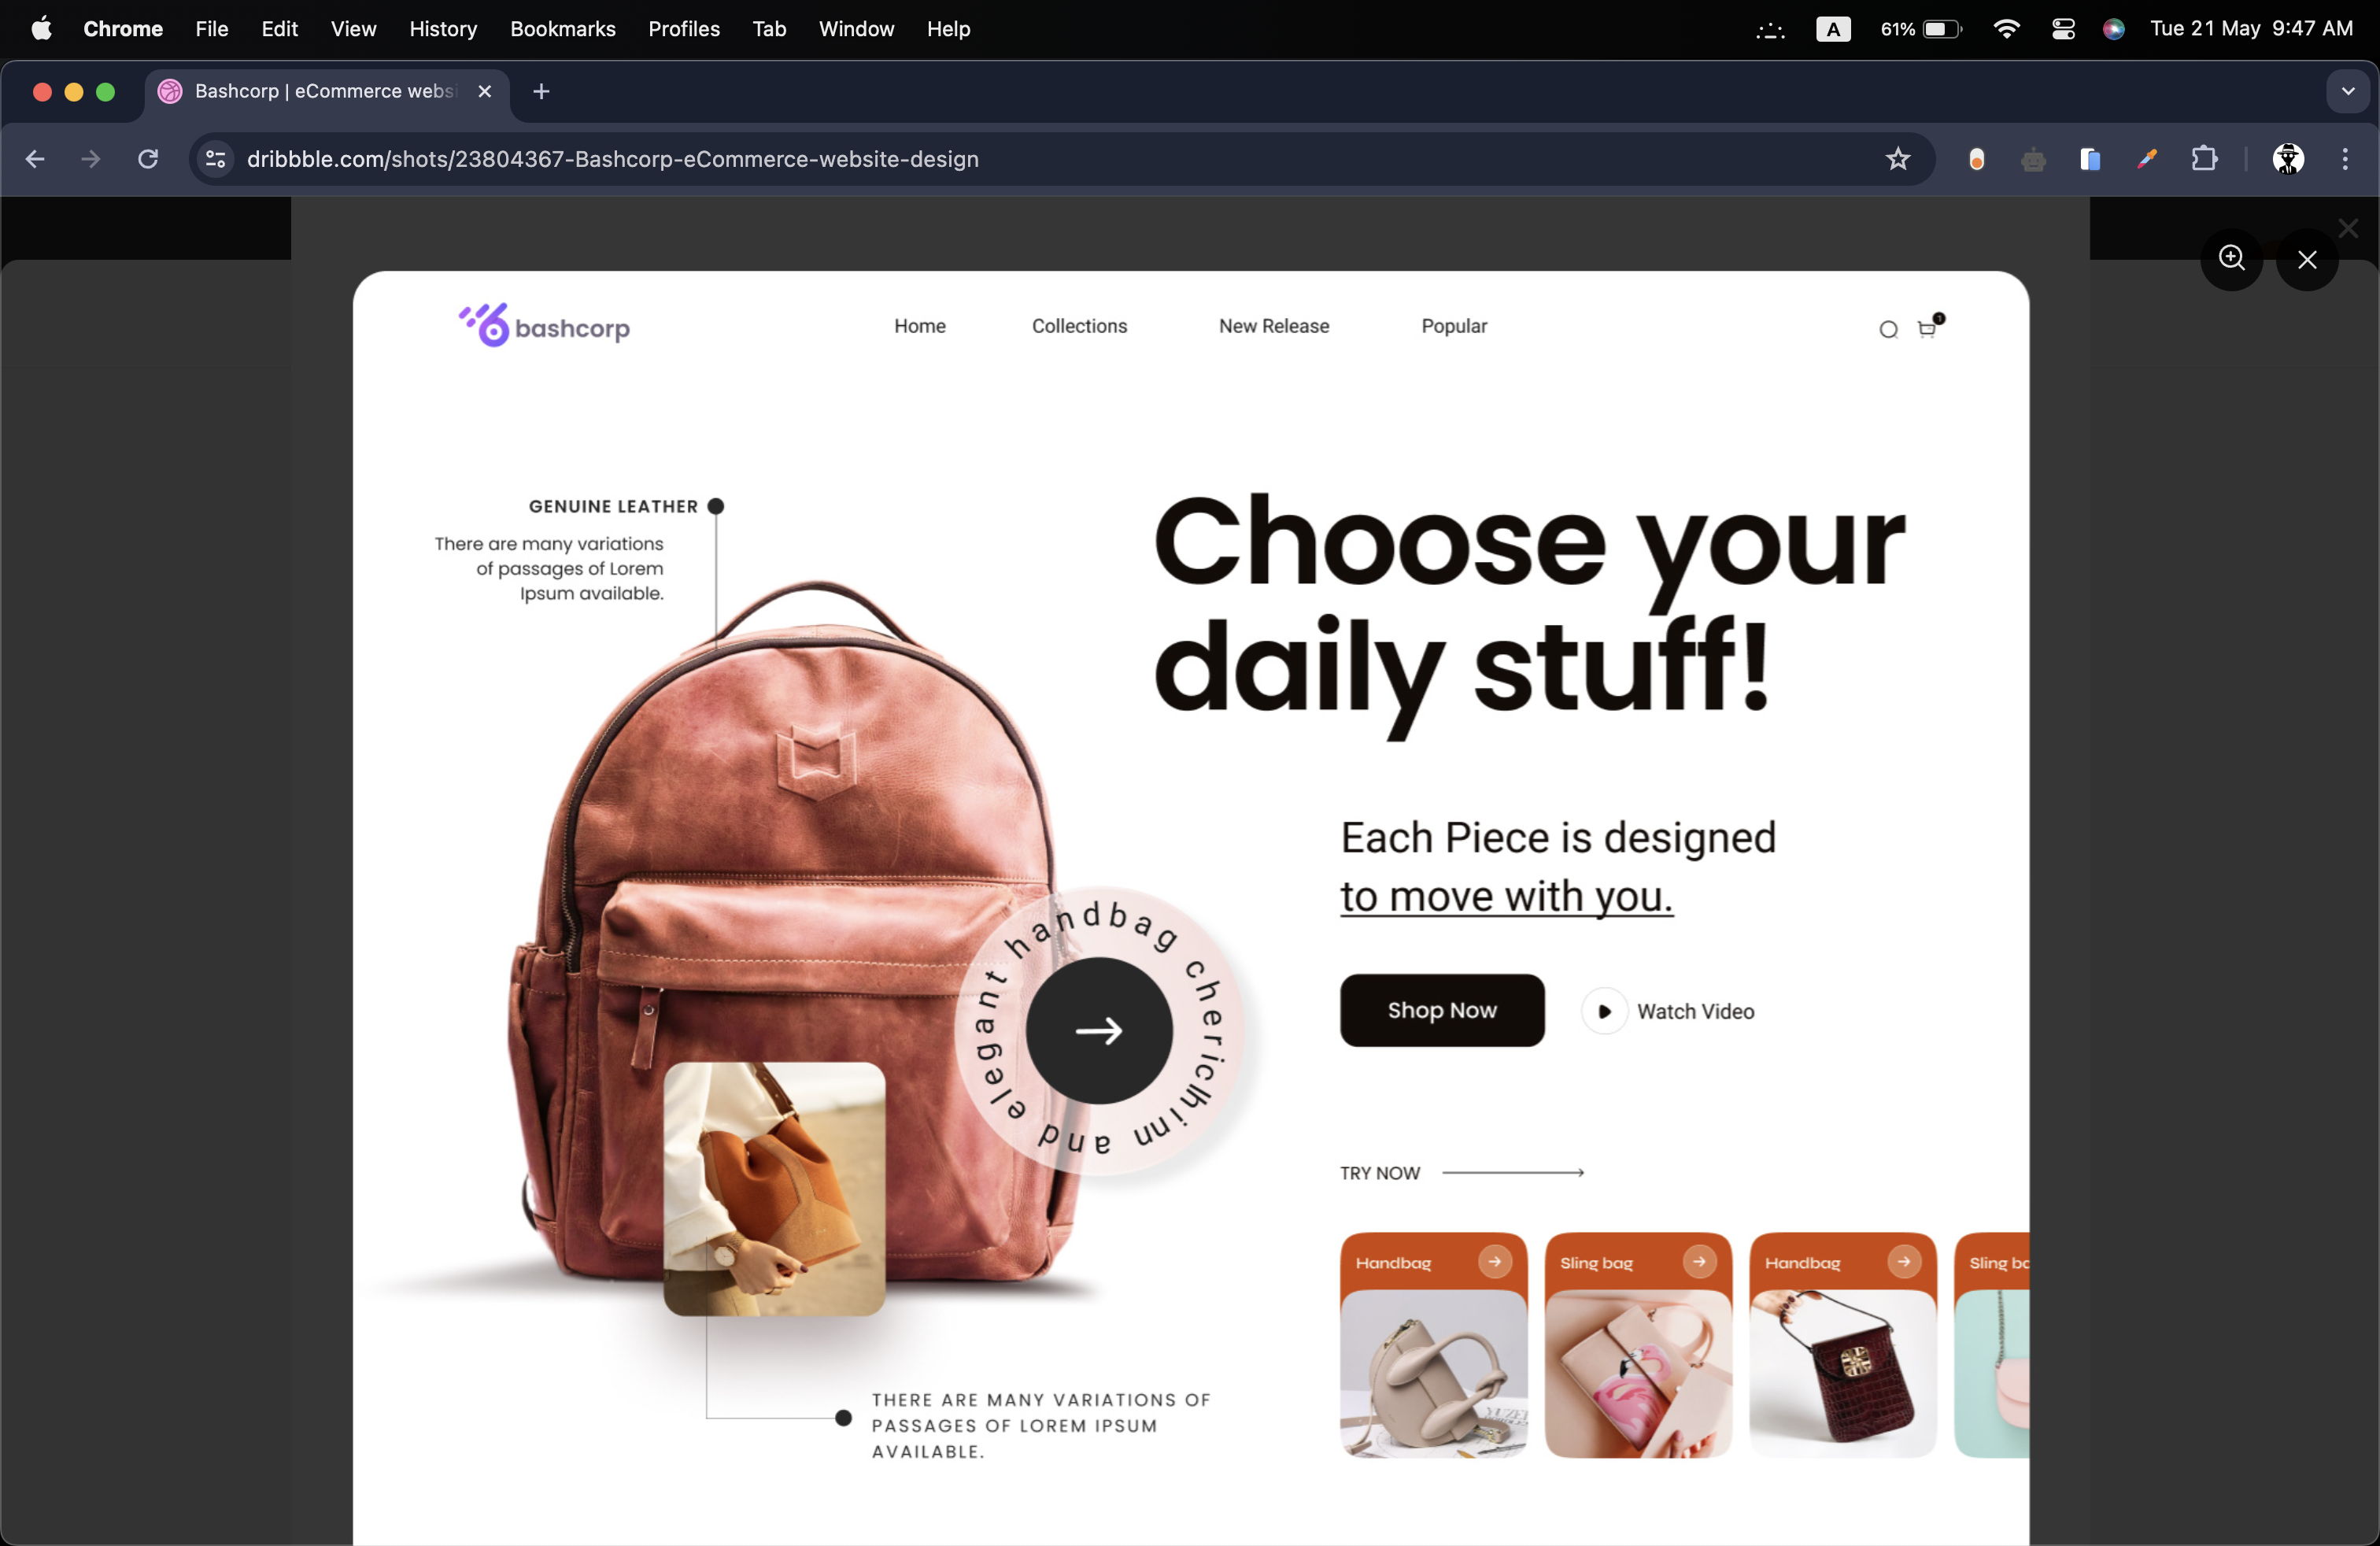 Chrome File Edit View History Bookmarks Profiles Tab Window Help
A 61% Tue 21 May 9:47 AM
Bashcorp | eCommerce websi
dribbble.com/shots/23804367-Bashcorp-eCommerce-website-design
bashcorp
Home Collections New Release Popular
1
GENUINE LEATHER
There are many variations
of passages of Lorem
Ipsum available.
Choose your
daily stuff!
Each Piece is designed
to move with you.
elegant handbag cherichinn and
Shop Now
Watch Video
TRY NOW
Handbag
Sling bag
Handbag
Sling ba
THERE ARE MANY VARIATIONS OF
PASSAGES OF LOREM IPSUM
AVAILABLE.